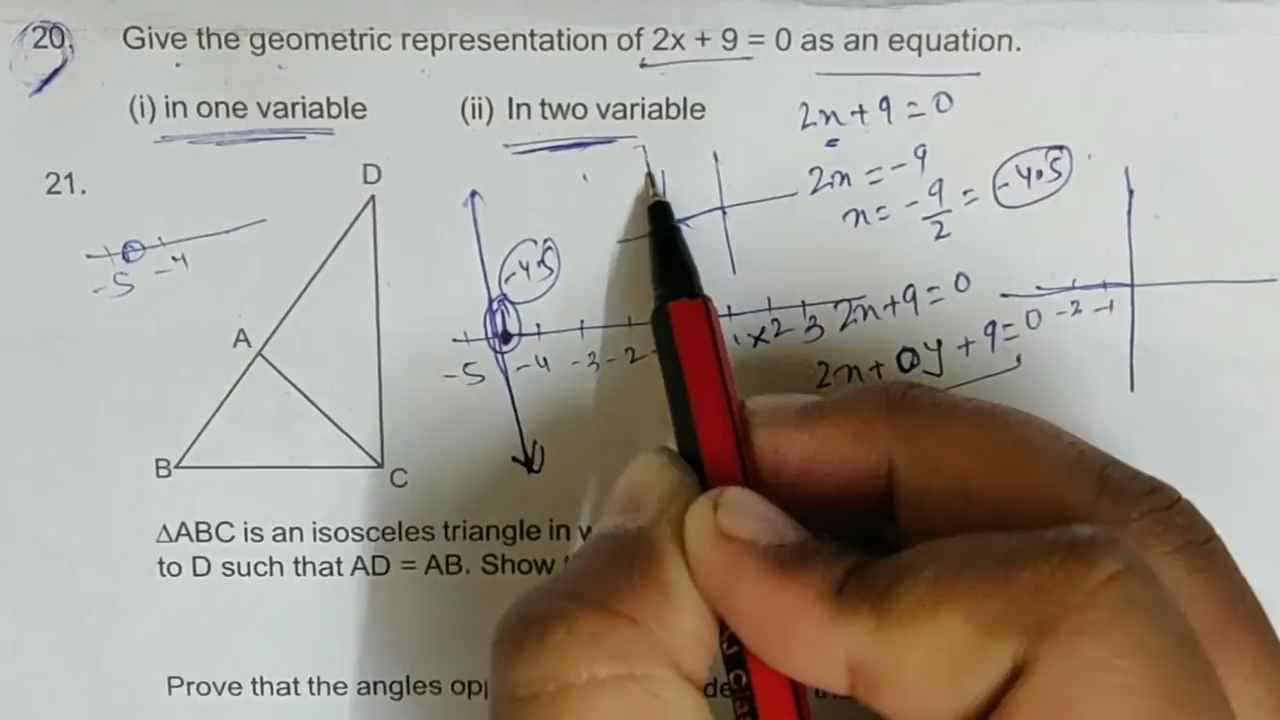 20. Give the geometric representation of 2x + 9 = 0 as an equation.
(i) in one variable (ii) In two variable
2x + 9 = 0
2x = -9
x = -9/2 = -4.5
21.
D
-5 -4
A
B
C
-4.5
-5 -4 -3 -2 1 2 3
2x + 9 = 0
2x + 0y + 9 = 0
-2 -1
ΔABC is an isosceles triangle in
to D such that AD = AB. Show
Prove that the angles